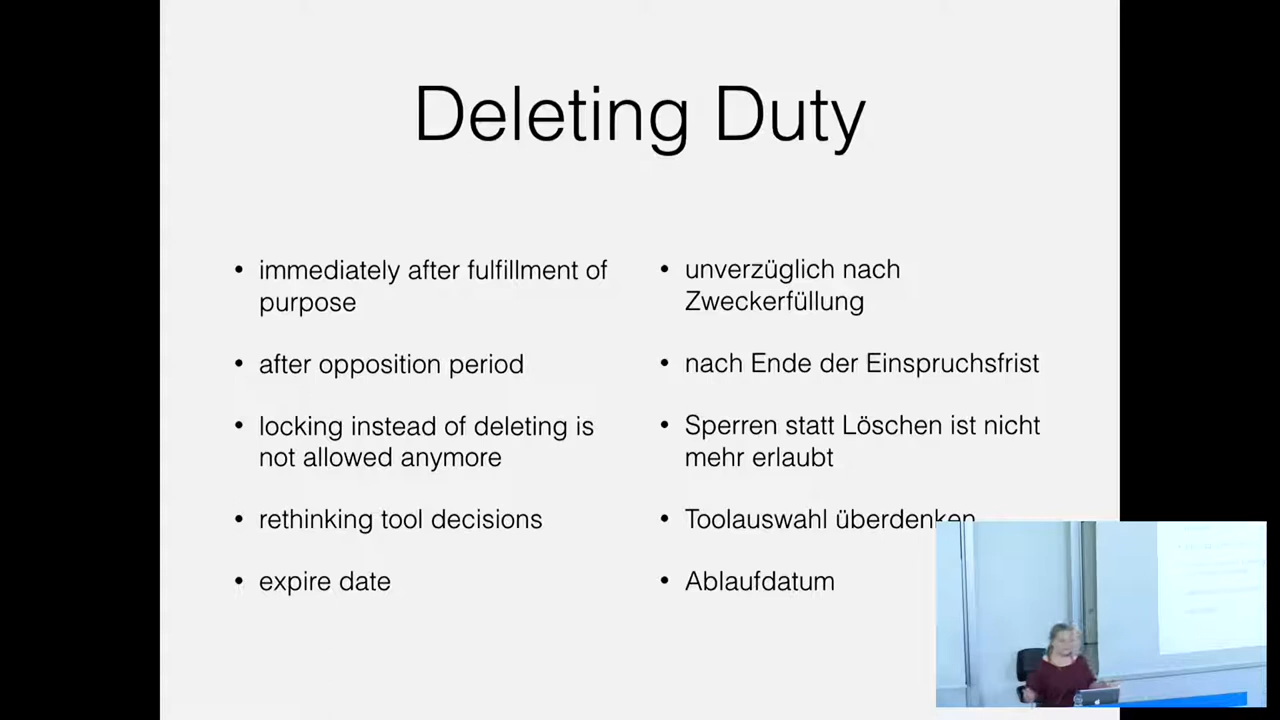 Deleting Duty
• immediately after fulfillment of
purpose
• after opposition period
• locking instead of deleting is
not allowed anymore
• rethinking tool decisions
• expire date
• unverzüglich nach
Zweckerfüllung
• nach Ende der Einspruchsfrist
• Sperren statt Löschen ist nicht
mehr erlaubt
• Toolauswahl überdenken
• Ablaufdatum